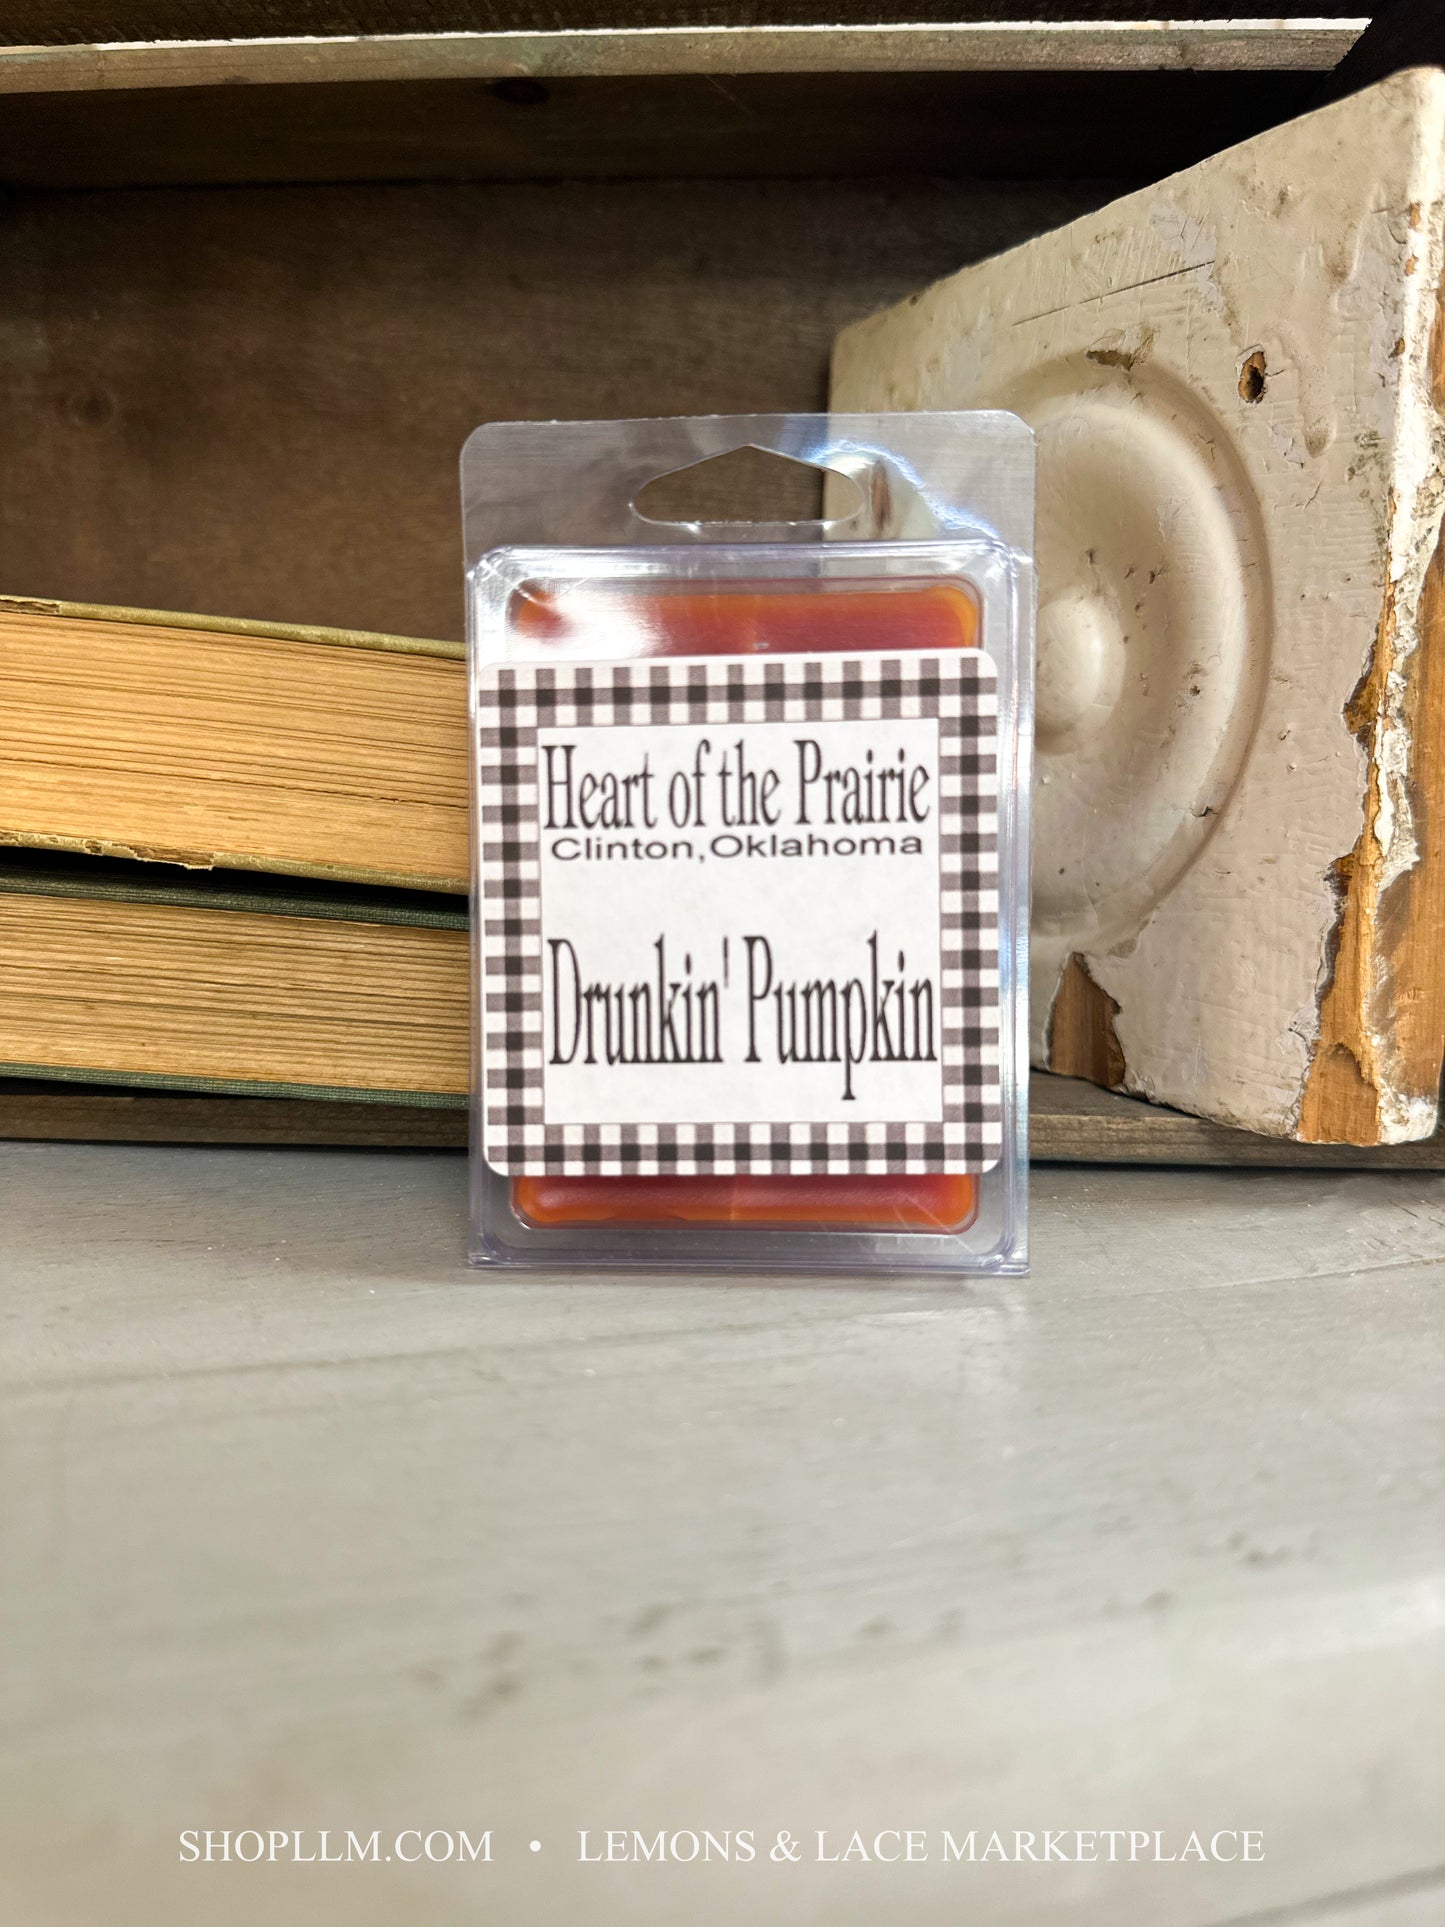 Heart of the Prairie
Clinton,Oklahoma
Drunkin' Pumpkin
SHOPLLM.COM • LEMONS & LACE MARKETPLACE